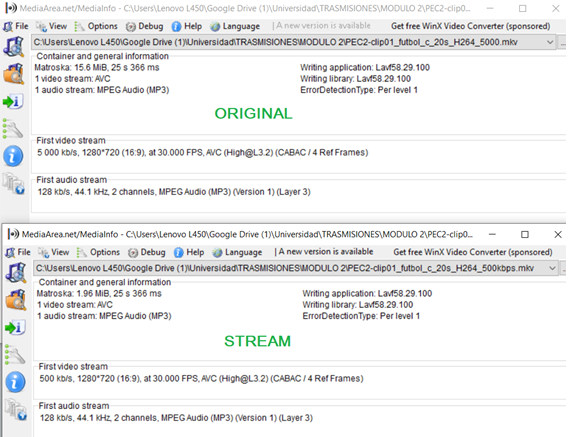 MediaArea.net/MediaInfo - C:\Users\Lenovo L450\Google Drive (1)\Universidad\TRASMISIONES\MODULO 2\PEC2-clip0...
File View Options Debug Help Language | A new version is available Get free WinX Video Converter (sponsored)
C:\Users\Lenovo L450\Google Drive (1)\Universidad\TRASMISIONES\MODULO 2\PEC2-clip01_futbol_c_20s_H264_5000.mkv
Container and general information
Matroska: 15.6 MiB, 25 s 366 ms Writing application: Lavf58.29.100
1 video stream: AVC Writing library: Lavf58.29.100
1 audio stream: MPEG Audio (MP3) ErrorDetectionType: Per level 1
ORIGINAL
First video stream
5 000 kb/s, 1280*720 (16:9), at 30.000 FPS, AVC (High@L3.2) (CABAC / 4 Ref Frames)
First audio stream
128 kb/s, 44.1 kHz, 2 channels, MPEG Audio (MP3) (Version 1) (Layer 3)
MediaArea.net/MediaInfo - C:\Users\Lenovo L450\Google Drive (1)\Universidad\TRASMISIONES\MODULO 2\PEC2-clip0...
File View Options Debug Help Language | A new version is available Get free WinX Video Converter (sponsored)
C:\Users\Lenovo L450\Google Drive (1)\Universidad\TRASMISIONES\MODULO 2\PEC2-clip01_futbol_c_20s_H264_500kbps.mkv
Container and general information
Matroska: 1.96 MiB, 25 s 366 ms Writing application: Lavf58.29.100
1 video stream: AVC Writing library: Lavf58.29.100
1 audio stream: MPEG Audio (MP3) ErrorDetectionType: Per level 1
STREAM
First video stream
500 kb/s, 1280*720 (16:9), at 30.000 FPS, AVC (High@L3.2) (CABAC / 4 Ref Frames)
First audio stream
128 kb/s, 44.1 kHz, 2 channels, MPEG Audio (MP3) (Version 1) (Layer 3)